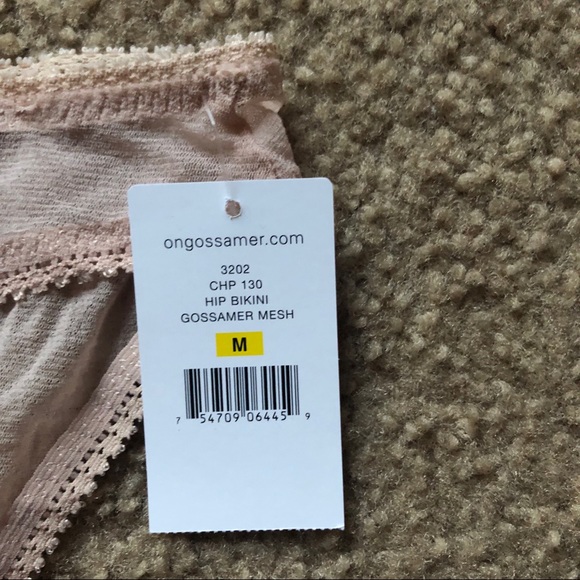 ongossamer.com
3202
CHP 130
HIP BIKINI
GOSSAMER MESH
M
7 54709 06445 9